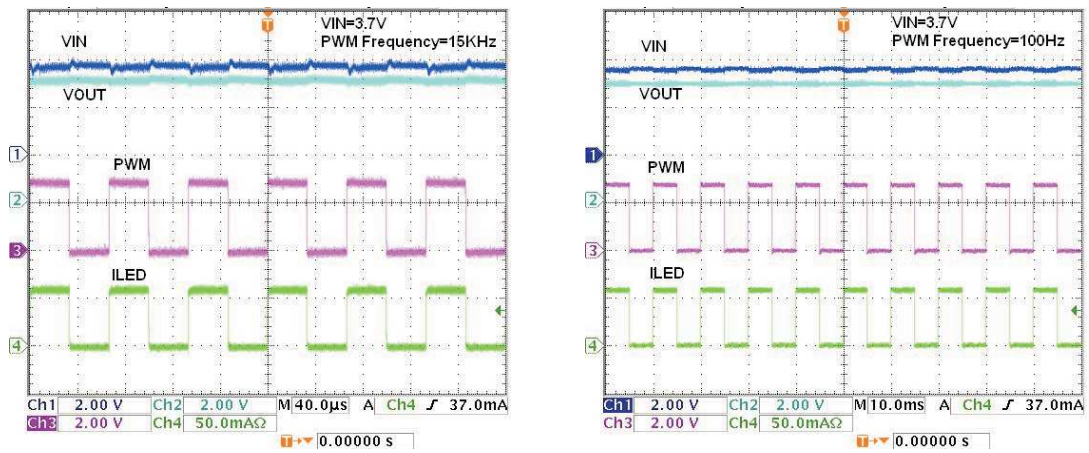 T
VIN=3.7V
PWM Frequency=15KHz
VIN
VOUT
1
PWM
2
3
ILED
4
Ch1 2.00 V Ch2 2.00 V M 40.0µs A Ch4 37.0mA
Ch3 2.00 V Ch4 50.0mAΩ
T 0.00000 s
T
VIN=3.7V
PWM Frequency=100Hz
VIN
VOUT
1
PWM
2
3
ILED
4
Ch1 2.00 V Ch2 2.00 V M 10.0ms A Ch4 37.0mA
Ch3 2.00 V Ch4 50.0mAΩ
T 0.00000 s